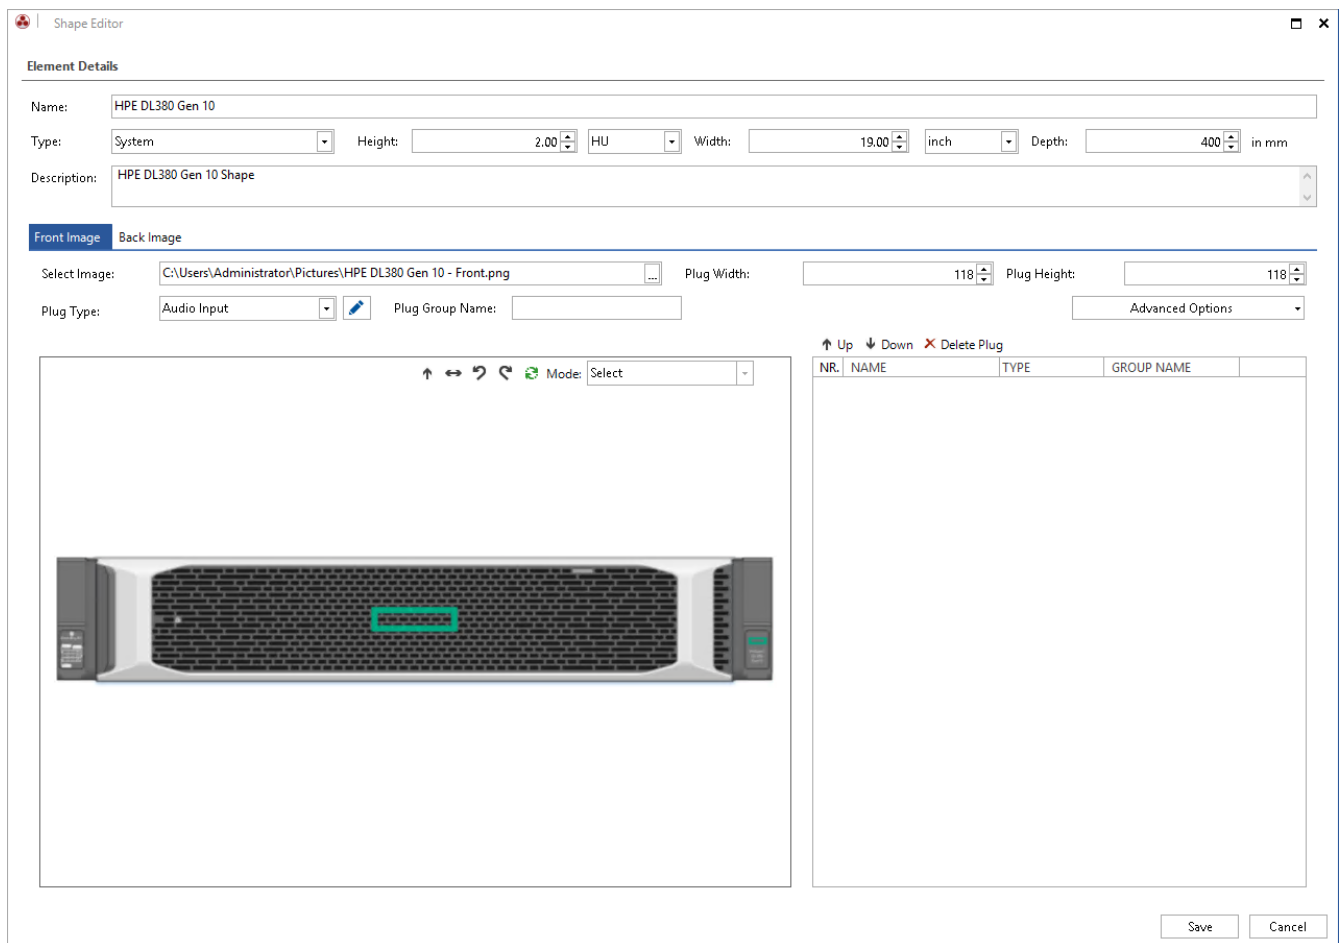 Shape Editor
Element Details
Name: HPE DL380 Gen 10
Type: System Height: 2.00 HU Width: 19.00 inch Depth: 400 in mm
Description: HPE DL380 Gen 10 Shape
Front Image Back Image
Select Image: C:\Users\Administrator\Pictures\HPE DL380 Gen 10 - Front.png ... Plug Width: 118 Plug Height: 118
Plug Type: Audio Input Plug Group Name: Advanced Options
Up Down Delete Plug
Mode: Select
NR. NAME TYPE GROUP NAME
Save Cancel